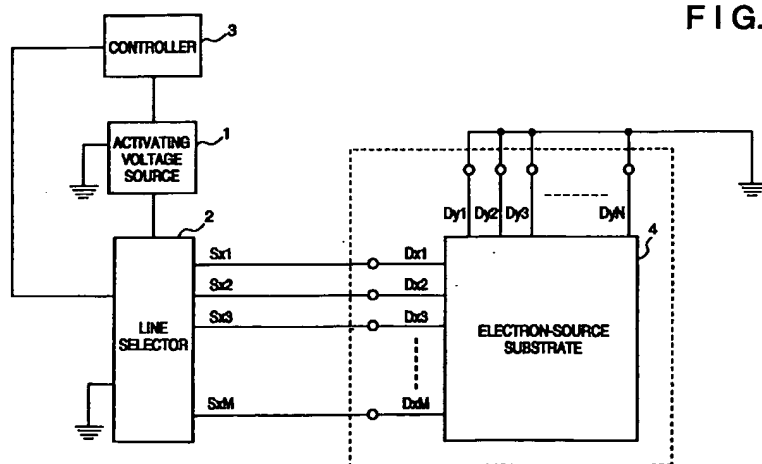 F I G.
3
CONTROLLER
1
ACTIVATING
VOLTAGE
SOURCE
2
Dy1 Dy2 Dy3 DyN
4
Sx1 Dx1
Sx2 Dx2
Sx3 Dx3
LINE
SELECTOR
ELECTRON-SOURCE
SUBSTRATE
SxM DxM